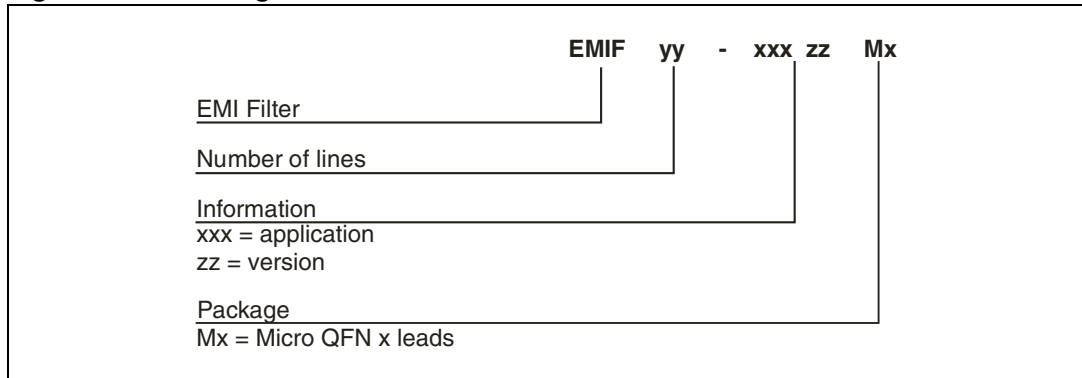 EMIF yy - xxx zz Mx
EMI Filter
Number of lines
Information
xxx = application
zz = version
Package
Mx = Micro QFN x leads